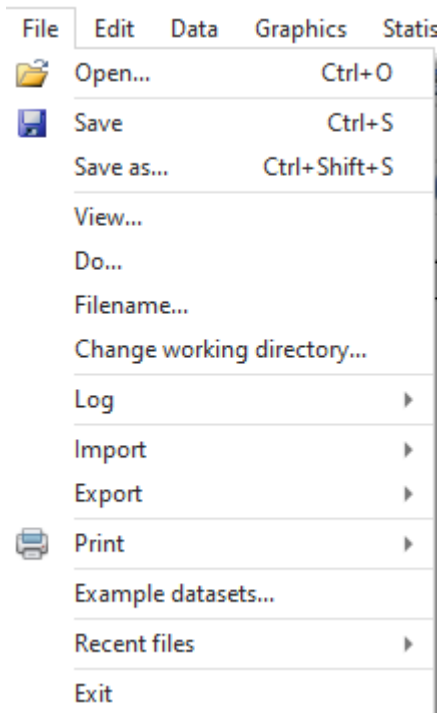 File Edit Data Graphics Statis
Open... Ctrl+O
Save Ctrl+S
Save as... Ctrl+Shift+S
View...
Do...
Filename...
Change working directory...
Log
Import
Export
Print
Example datasets...
Recent files
Exit